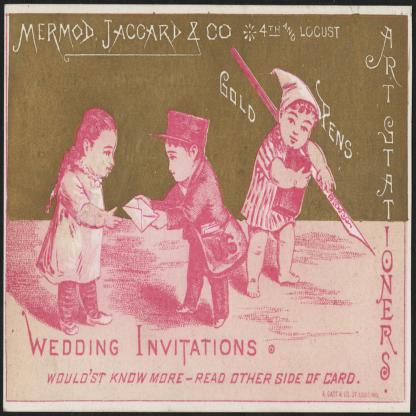 MERMOD, JACCARD & CO 4TH AND LOCUST
ART STATIONERS.
GOLD PENS
WEDDING INVITATIONS
WOULD'ST KNOW MORE – READ OTHER SIDE OF CARD.